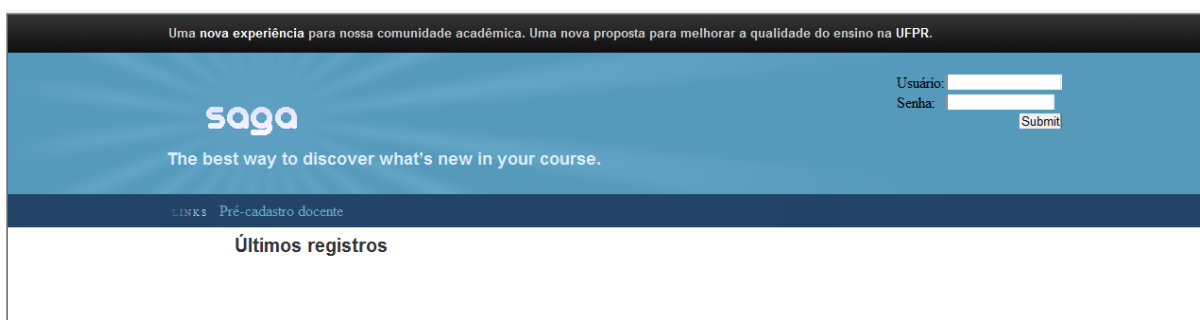 Uma nova experiência para nossa comunidade acadêmica. Uma nova proposta para melhorar a qualidade do ensino na UFPR.
Usuário:
Senha:
Submit
saga
The best way to discover what's new in your course.
LINKS Pré-cadastro docente
Últimos registros